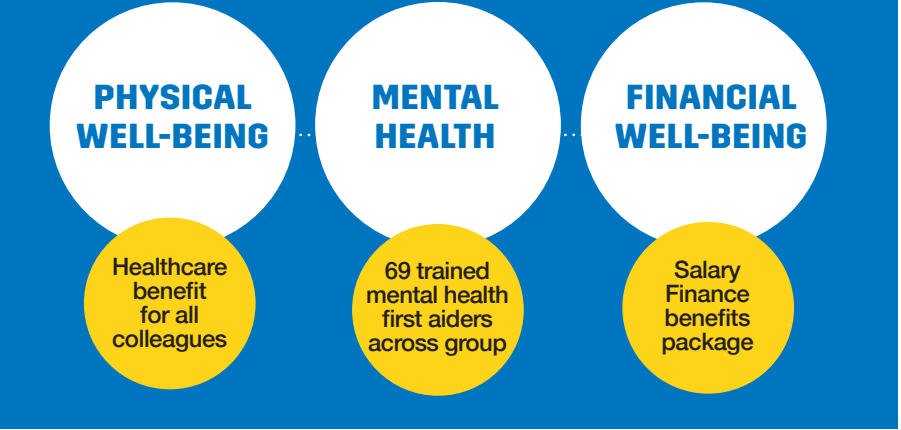 PHYSICAL
WELL-BEING
MENTAL
HEALTH
FINANCIAL
WELL-BEING
Healthcare
benefit
for all
colleagues
69 trained
mental health
first aiders
across group
Salary
Finance
benefits
package